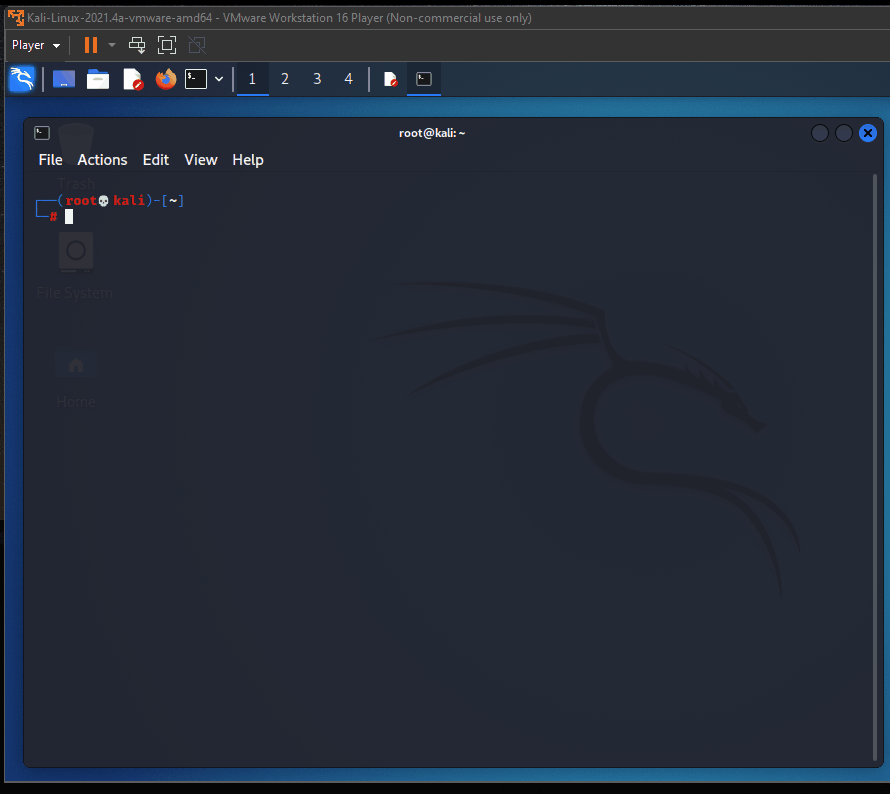 Kali-Linux-2021.4a-vmware-amd64 - VMware Workstation 16 Player (Non-commercial use only)
Player
1 2 3 4
root@kali: ~
File Actions Edit View Help
Trash
(root💀kali)-[~]
#
File System
Home